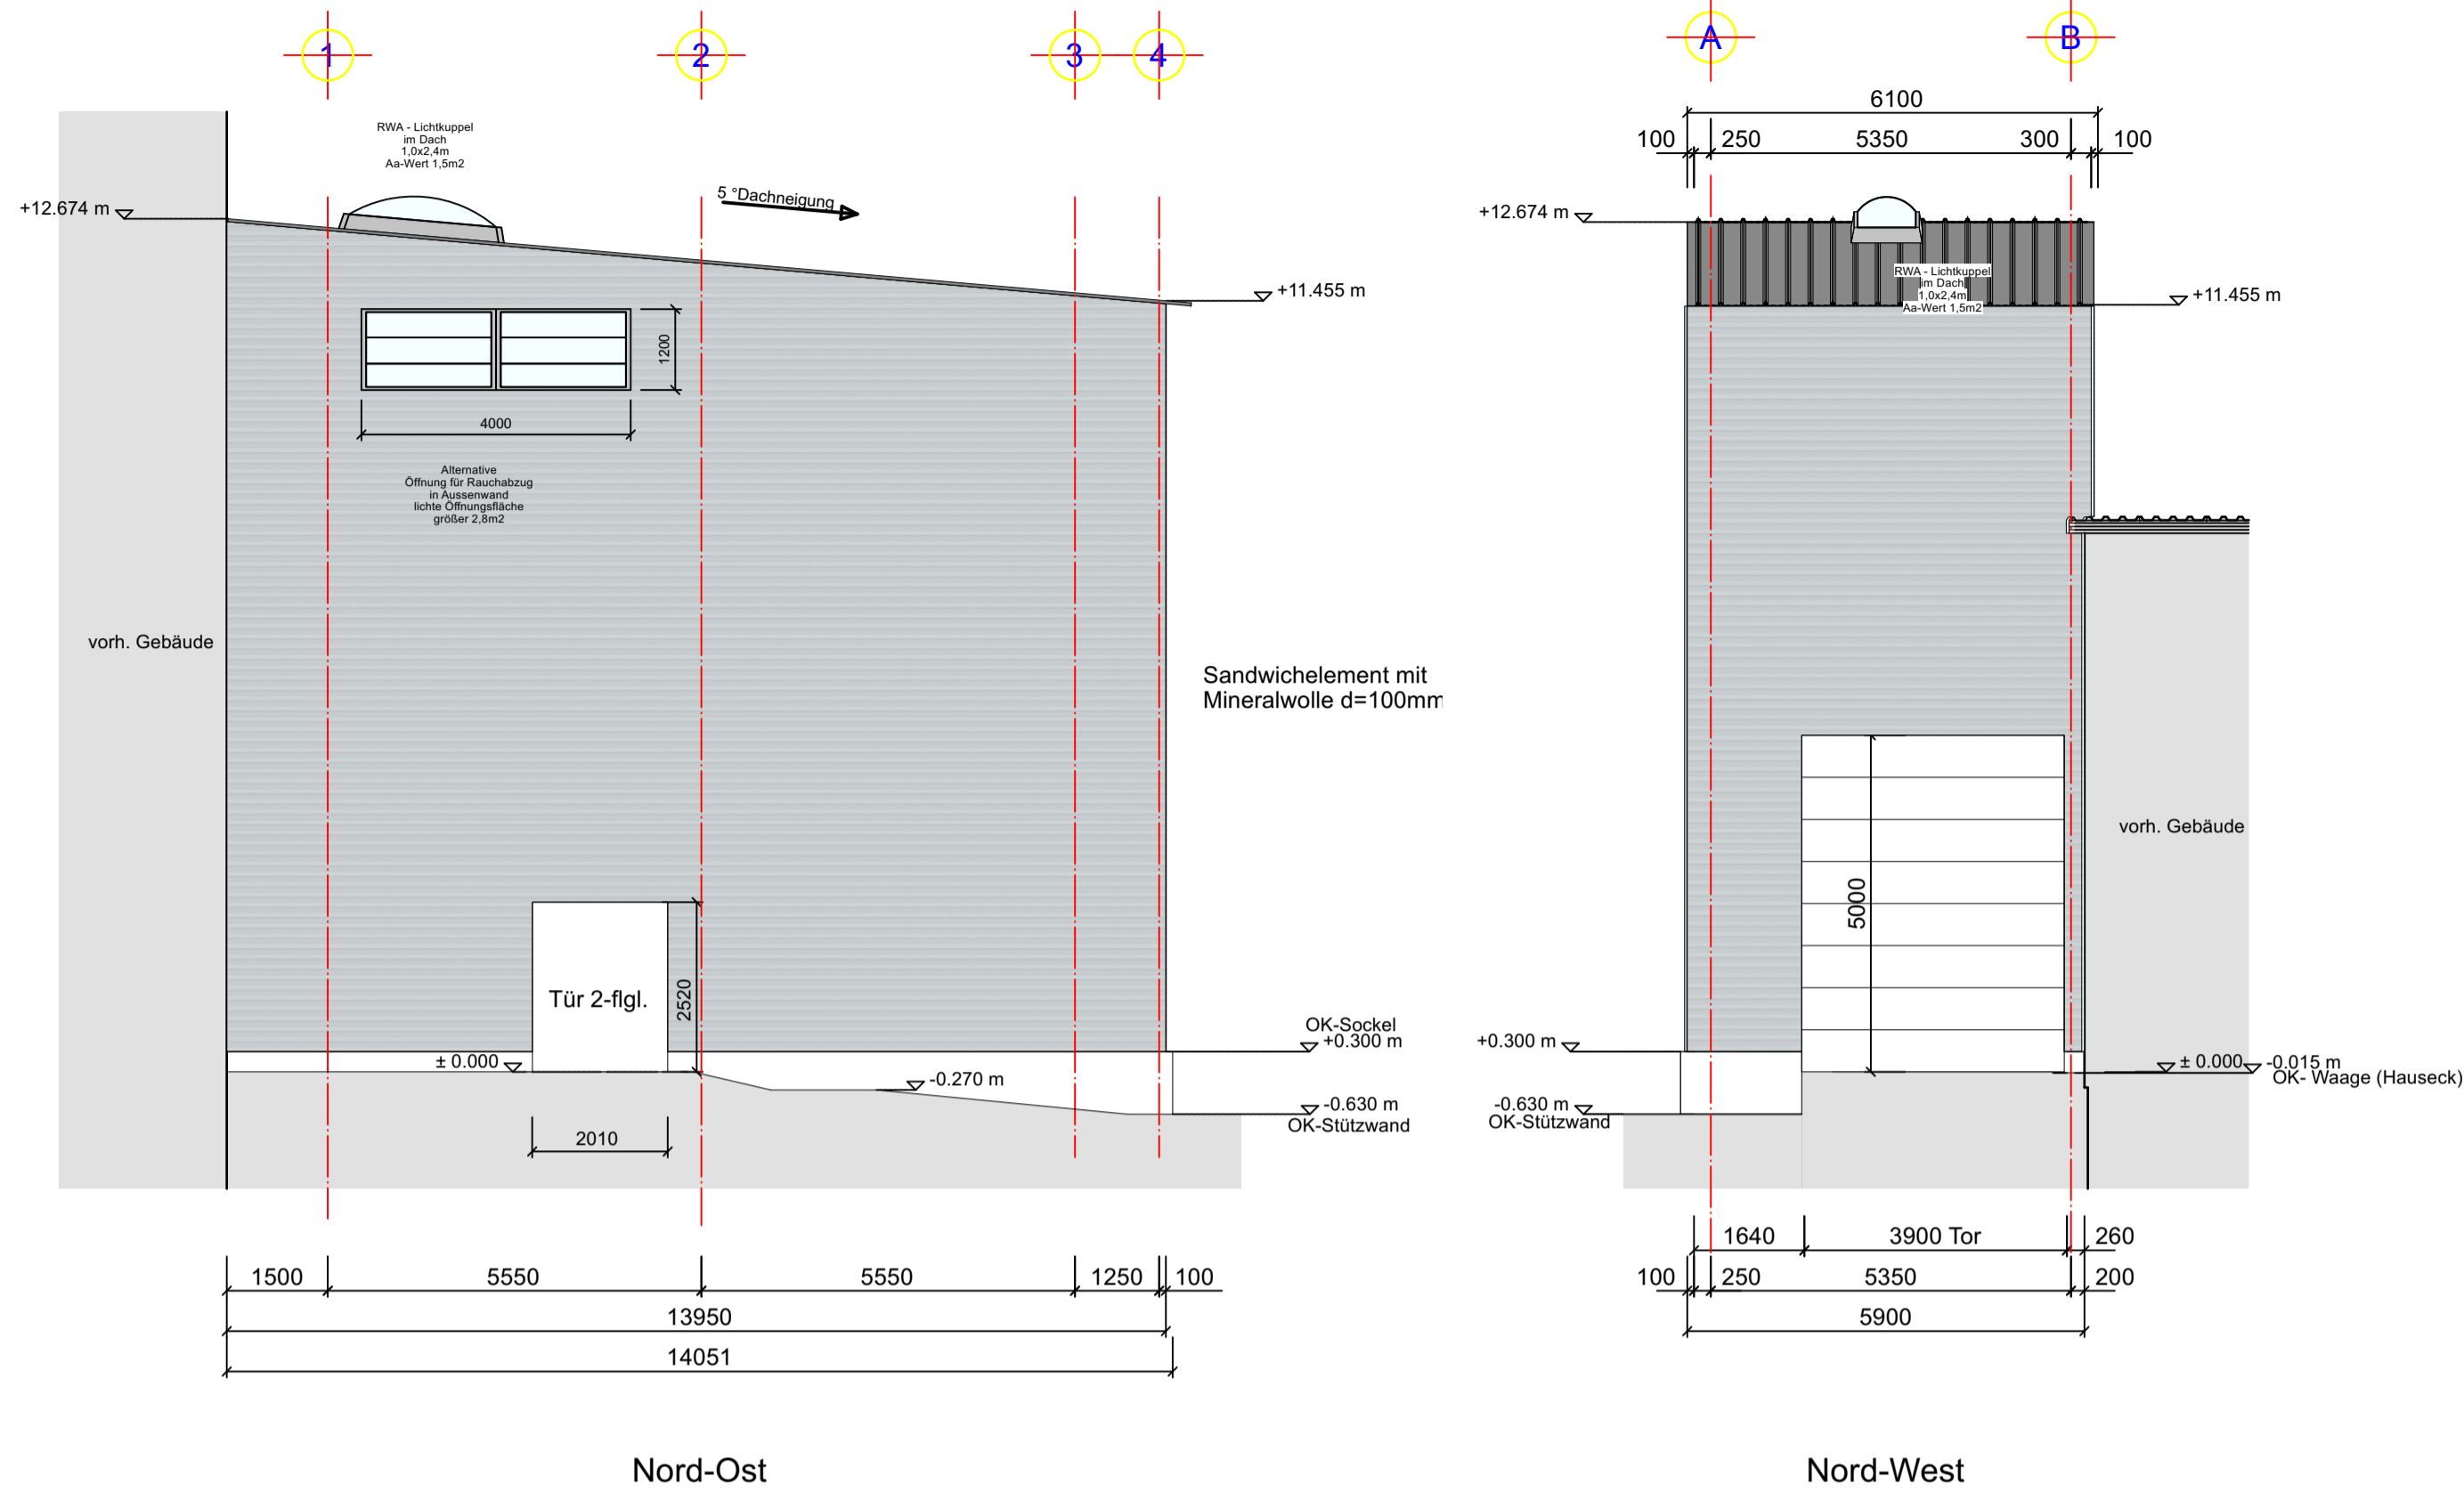 1
2
3
4
RWA - Lichtkuppel
im Dach
1,0x2,4m
Aa-Wert 1,5m2
5 °Dachneigung
+12.674 m
+11.455 m
1200
4000
Alternative
Öffnung für Rauchabzug
in Aussenwand
lichte Öffnungsfläche
größer 2,8m2
vorh. Gebäude
Sandwichelement mit
Mineralwolle d=100mm
Tür 2-flgl.
2520
OK-Sockel
+0.300 m
± 0.000
-0.270 m
-0.630 m
OK-Stützwand
2010
1500
5550
5550
1250
100
13950
14051
Nord-Ost
A
B
6100
100
250
5350
300
100
+12.674 m
RWA - Lichtkuppel
im Dach
1,0x2,4m
Aa-Wert 1,5m2
+11.455 m
vorh. Gebäude
5000
+0.300 m
± 0.000
-0.015 m
OK- Waage (Hauseck)
-0.630 m
OK-Stützwand
1640
3900 Tor
260
100
250
5350
200
5900
Nord-West